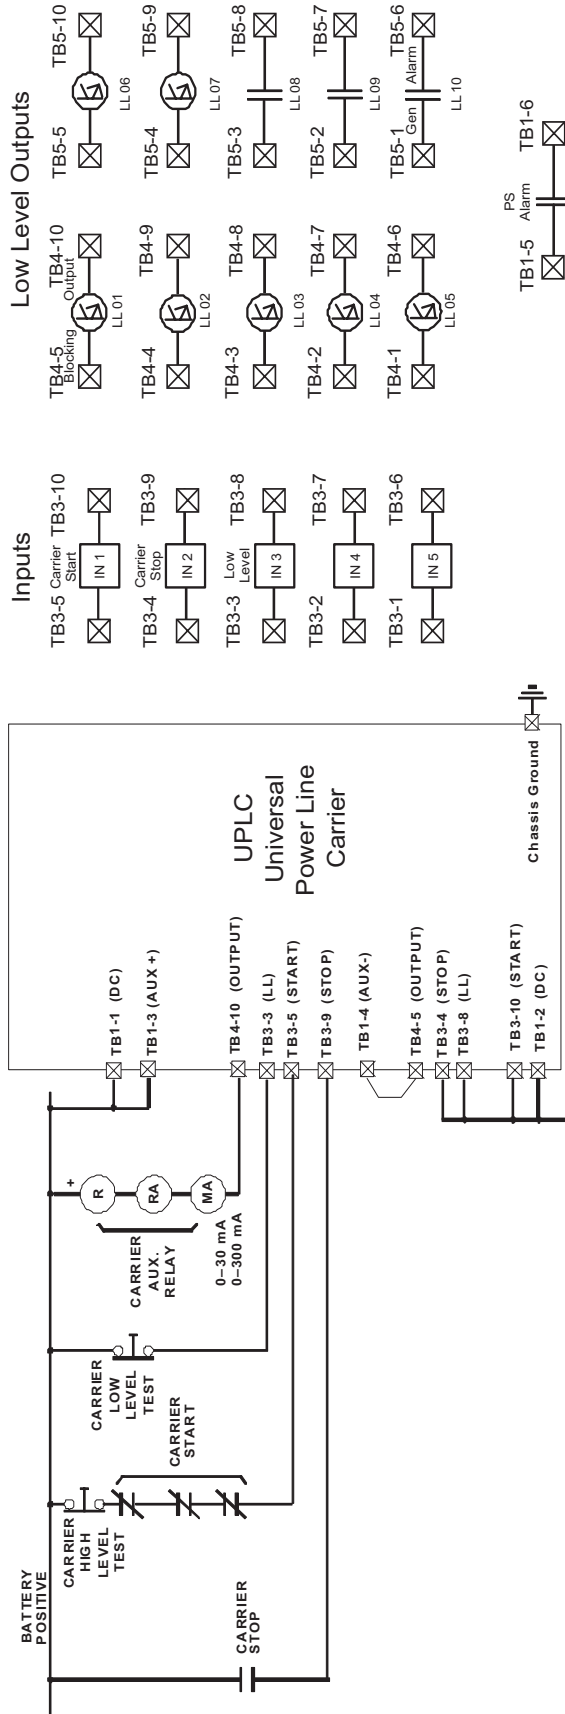 BATTERY
POSITIVE
CARRIER
HIGH
LEVEL
TEST
CARRIER
LOW
LEVEL
TEST
CARRIER
START
CARRIER
STOP
+
R
RA
MA
CARRIER
AUX.
RELAY
0–30 mA
0–300 mA
TB1-1 (DC)
TB1-3 (AUX +)
TB4-10 (OUTPUT)
TB3-3 (LL)
TB3-5 (START)
TB3-9 (STOP)
TB1-4 (AUX-)
TB4-5 (OUTPUT)
TB3-4 (STOP)
TB3-8 (LL)
TB3-10 (START)
TB1-2 (DC)
UPLC
Universal
Power Line
Carrier
Chassis Ground
Inputs
TB3-5 Carrier Start TB3-10
IN 1
TB3-4 Carrier Stop TB3-9
IN 2
TB3-3 Low Level TB3-8
IN 3
TB3-2 TB3-7
IN 4
TB3-1 TB3-6
IN 5
Low Level Outputs
TB4-5 TB4-10
Blocking Output
LL 01
TB4-4 TB4-9
LL 02
TB4-3 TB4-8
LL 03
TB4-2 TB4-7
LL 04
TB4-1 TB4-6
LL 05
TB5-5 TB5-10
LL 06
TB5-4 TB5-9
LL 07
TB5-3 TB5-8
LL 08
TB5-2 TB5-7
LL 09
TB5-1 TB5-6
Gen Alarm
LL 10
TB1-5 PS Alarm TB1-6